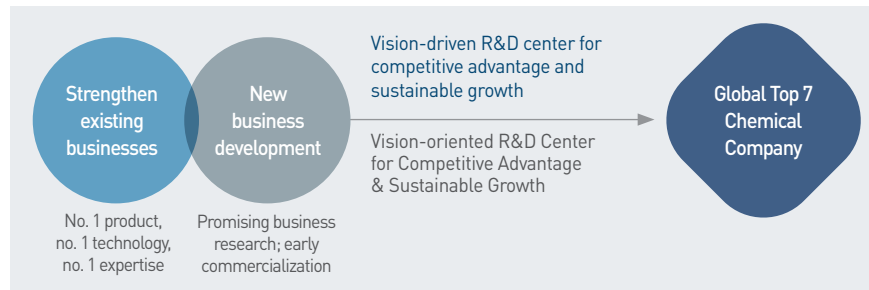 Strengthen
existing
businesses
New
business
development
Vision-driven R&D center for
competitive advantage and
sustainable growth
Vision-oriented R&D Center
for Competitive Advantage
& Sustainable Growth
Global Top 7
Chemical
Company
No. 1 product,
no. 1 technology,
no. 1 expertise
Promising business
research; early
commercialization